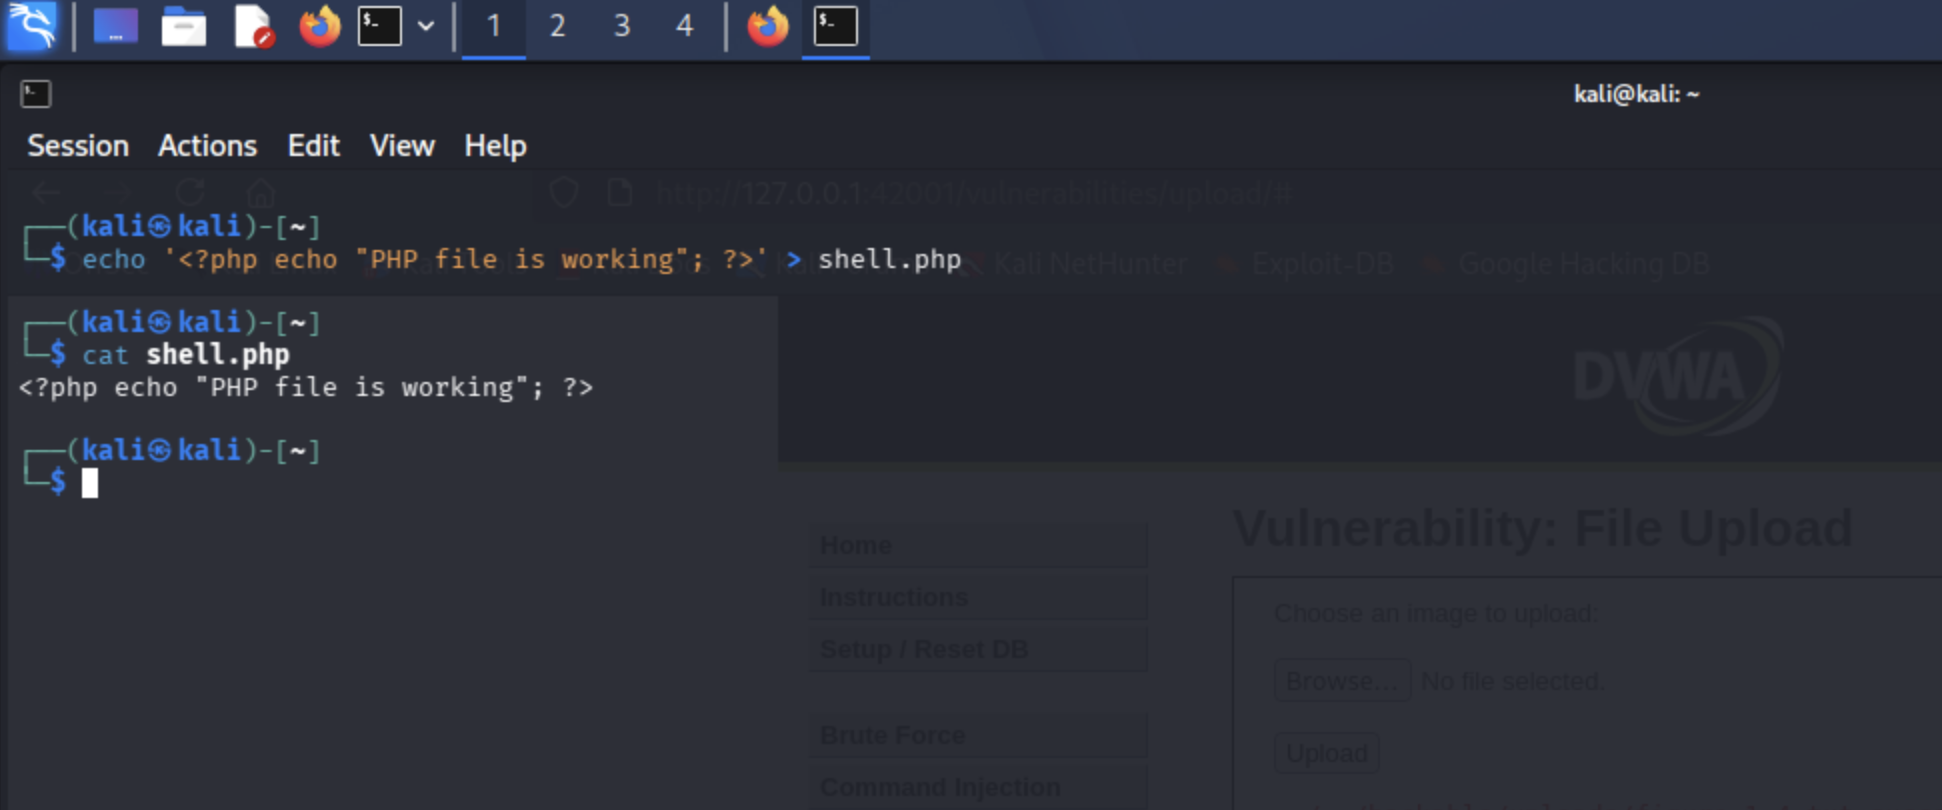 1 2 3 4
kali@kali: ~
Session Actions Edit View Help
http://127.0.0.1:42001/vulnerabilities/upload/#
┌──(kali㉿kali)-[~]
└─$ echo '<?php echo "PHP file is working"; ?>' > shell.php
Kali NetHunter Exploit-DB Google Hacking DB
┌──(kali㉿kali)-[~]
└─$ cat shell.php
<?php echo "PHP file is working"; ?>
┌──(kali㉿kali)-[~]
└─$
DVWA
Vulnerability: File Upload
Home
Instructions
Setup / Reset DB
Brute Force
Command Injection
Choose an image to upload:
Browse... No file selected.
Upload